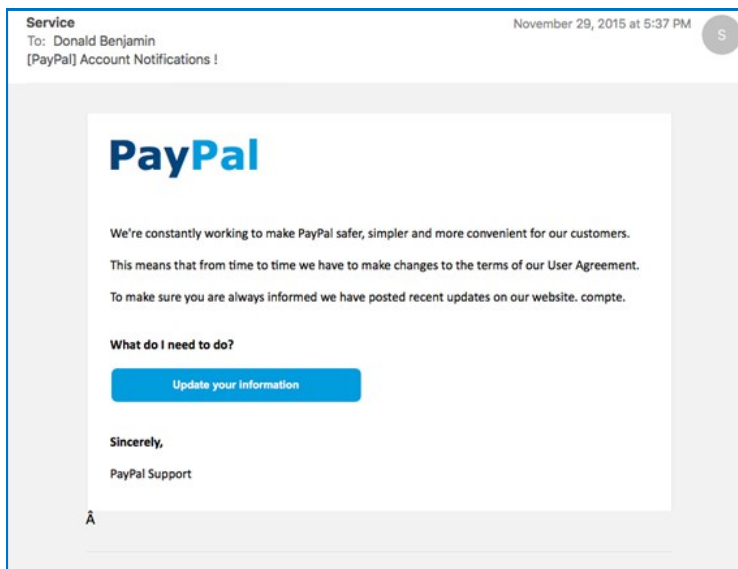 Service
November 29, 2015 at 5:37 PM
S
To: Donald Benjamin
[PayPal] Account Notifications !
PayPal
We're constantly working to make PayPal safer, simpler and more convenient for our customers.
This means that from time to time we have to make changes to the terms of our User Agreement.
To make sure you are always informed we have posted recent updates on our website. compte.
What do I need to do?
Update your information
Sincerely,
PayPal Support
Â